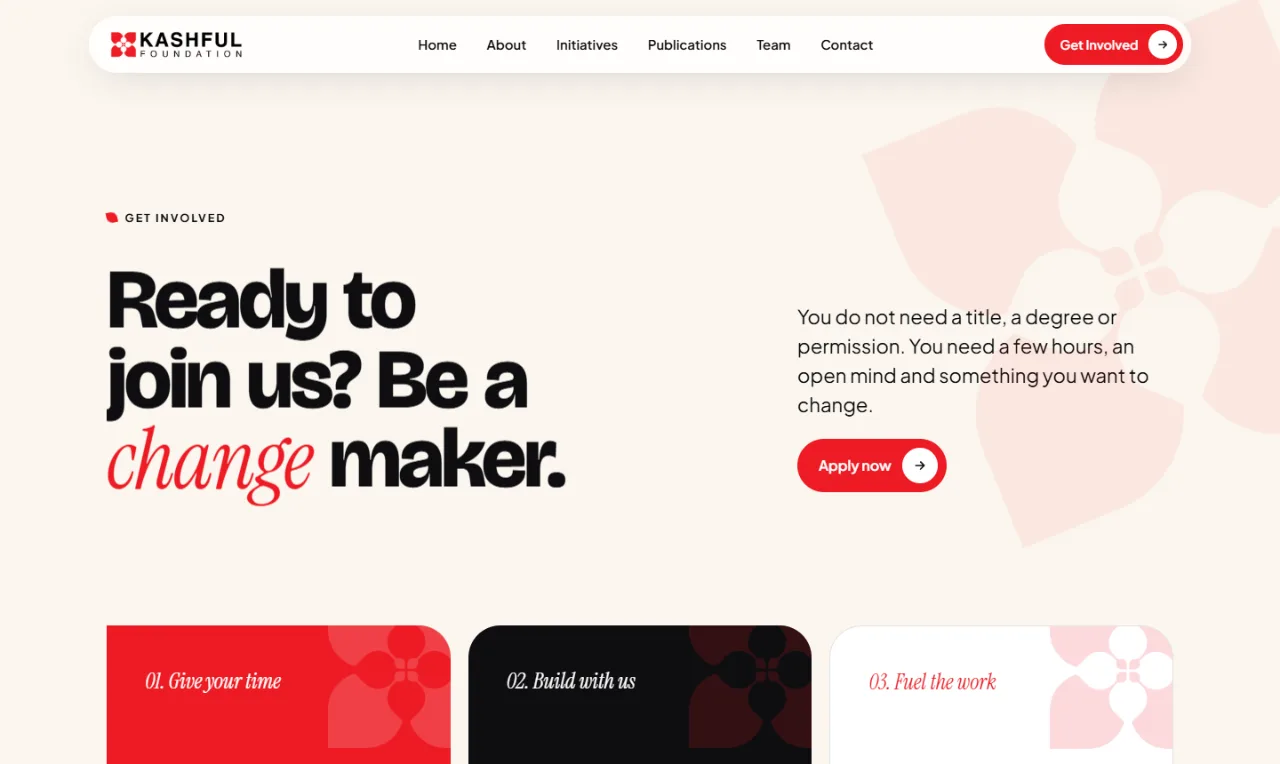 KASHFUL
FOUNDATION
Home
About
Initiatives
Publications
Team
Contact
Get Involved
GET INVOLVED
Ready to
join us? Be a
change maker.
You do not need a title, a degree or
permission. You need a few hours, an
open mind and something you want to
change.
Apply now
01. Give your time
02. Build with us
03. Fuel the work